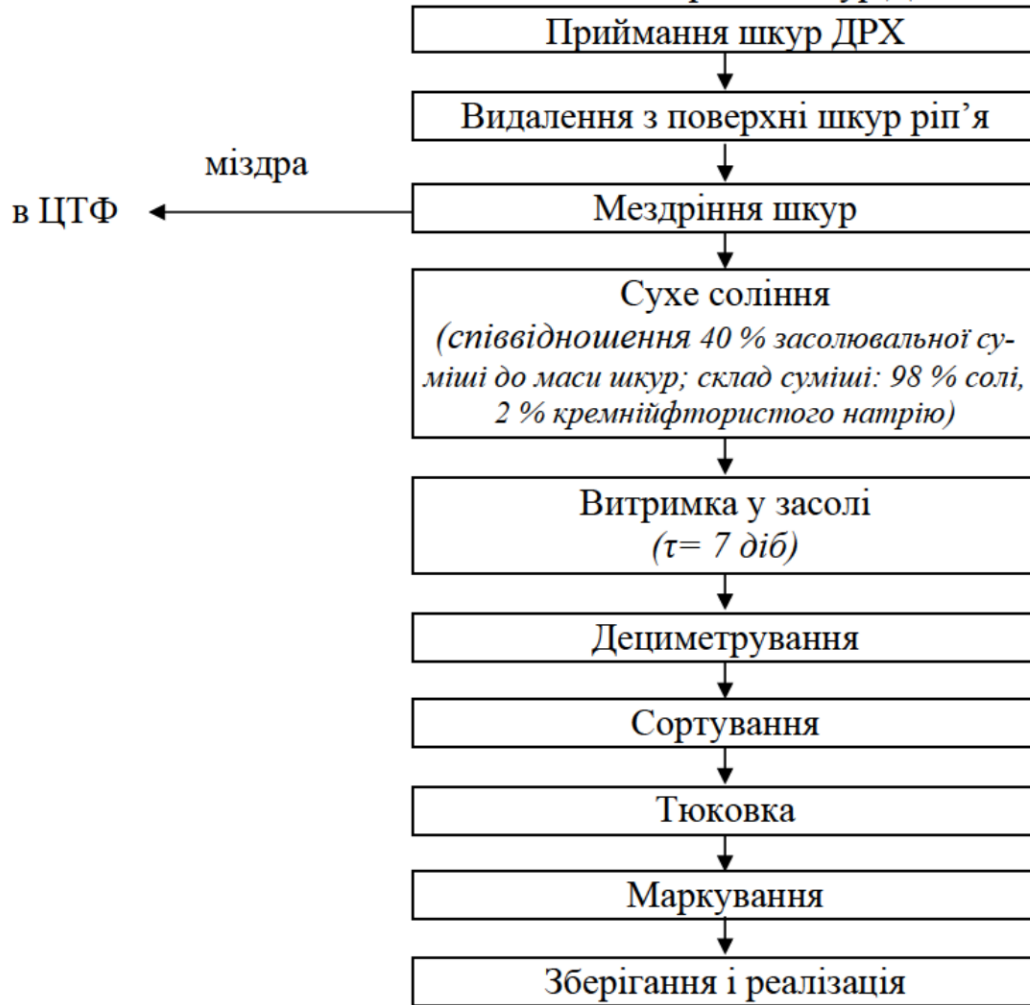 Приймання шкур ДРХ
Видалення з поверхні шкур ріп’я
міздра
в ЦТФ
Мездріння шкур
Сухе соління
(співвідношення 40 % засолювальної су-
міші до маси шкур; склад суміші: 98 % солі,
2 % кремнійфтористого натрію)
Витримка у засолі
(τ= 7 діб)
Дециметрування
Сортування
Тюковка
Маркування
Зберігання і реалізація